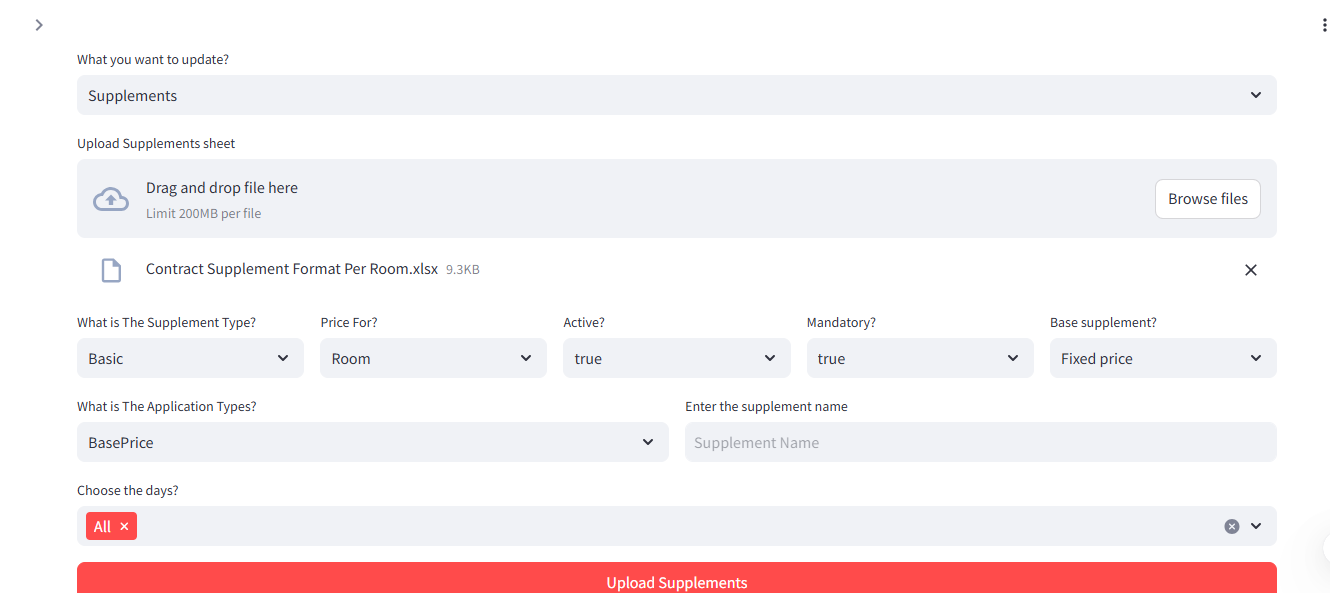 What you want to update?
Supplements
Upload Supplements sheet
Drag and drop file here
Limit 200MB per file
Browse files
Contract Supplement Format Per Room.xlsx 9.3KB
What is The Supplement Type? Price For? Active? Mandatory? Base supplement?
Basic Room true true Fixed price
What is The Application Types? Enter the supplement name
BasePrice Supplement Name
Choose the days?
All
Upload Supplements